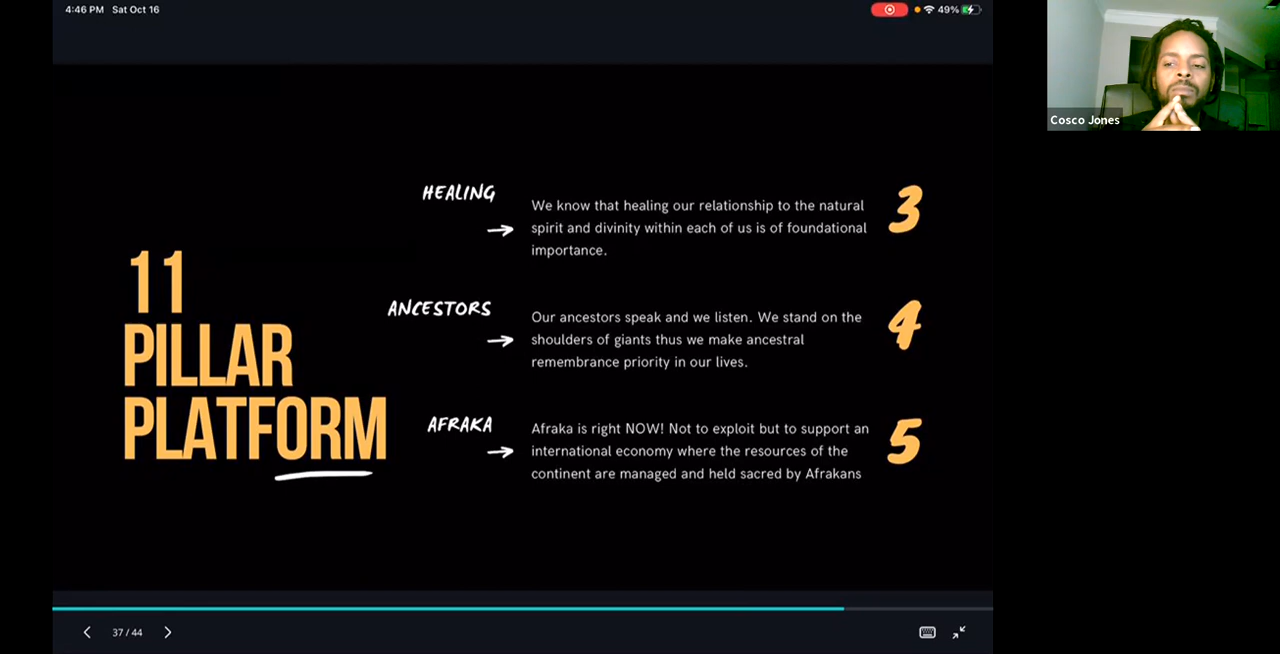 4:46 PM Sat Oct 16
49%
Cosco Jones
11
PILLAR
PLATFORM
HEALING
We know that healing our relationship to the natural
spirit and divinity within each of us is of foundational
importance.
3
ANCESTORS
Our ancestors speak and we listen. We stand on the
shoulders of giants thus we make ancestral
remembrance priority in our lives.
4
AFRAKA
Afraka is right NOW! Not to exploit but to support an
international economy where the resources of the
continent are managed and held sacred by Afrakans
5
37 / 44